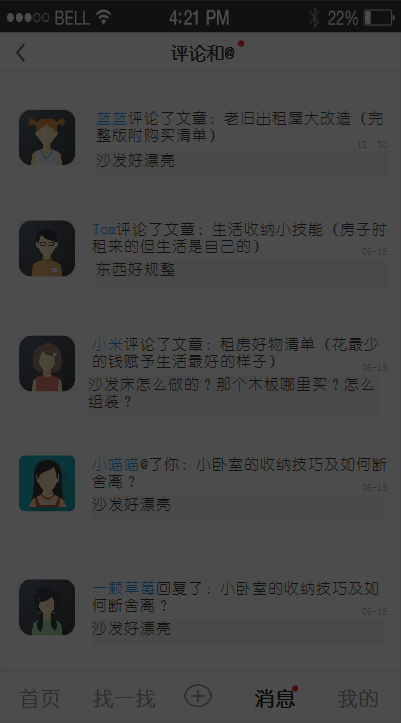 BELL 4:21 PM 22%
评论和@
蓝蓝评论了文章：老旧出租屋大改造（完
整版附购买清单）
12：30
沙发好漂亮
Tom评论了文章：生活收纳小技能（房子时
租来的但生活是自己的）
06-15
东西好规整
小米评论了文章：租房好物清单（花最少
的钱赋予生活最好的样子）
06-15
沙发床怎么做的？那个木板哪里买？怎么
组装？
小喵喵@了你：小卧室的收纳技巧及如何断
舍离？
06-15
沙发好漂亮
一颗草莓回复了：小卧室的收纳技巧及如
何断舍离？
06-15
沙发好漂亮
首页 找一找 消息 我的